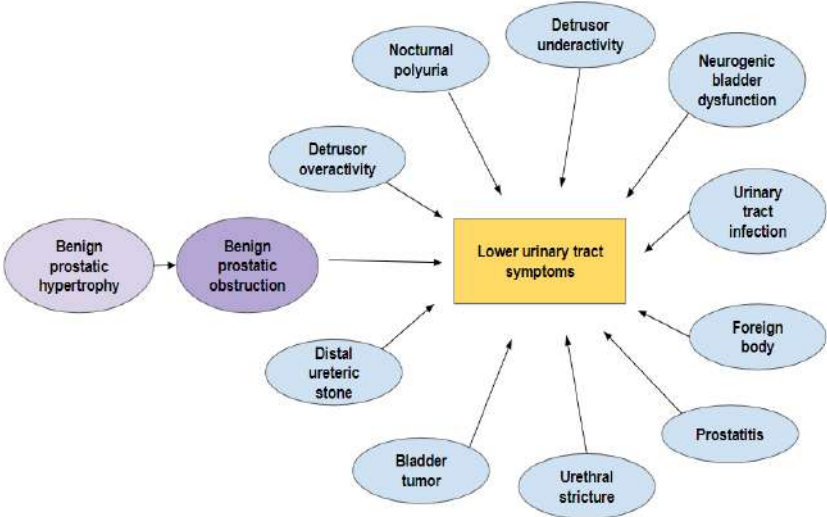 Nocturnal
polyuria
Detrusor
underactivity
Neurogenic
bladder
dysfunction
Detrusor
overactivity
Urinary
tract
infection
Benign
prostatic
hypertrophy
Benign
prostatic
obstruction
Lower urinary tract
symptoms
Foreign
body
Distal
ureteric
stone
Prostatitis
Bladder
tumor
Urethral
stricture